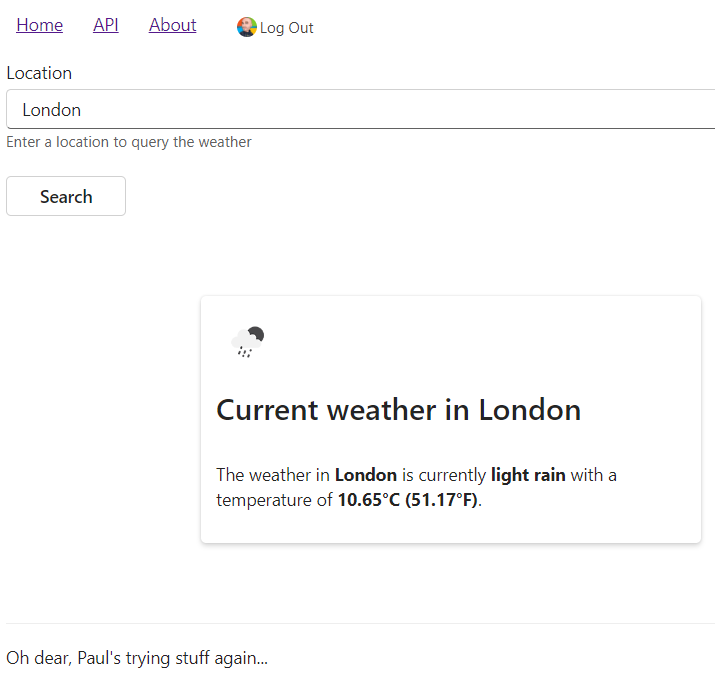 Home API About Log Out
Location
London
Enter a location to query the weather
Search
Current weather in London
The weather in London is currently light rain with a
temperature of 10.65°C (51.17°F).
Oh dear, Paul's trying stuff again...